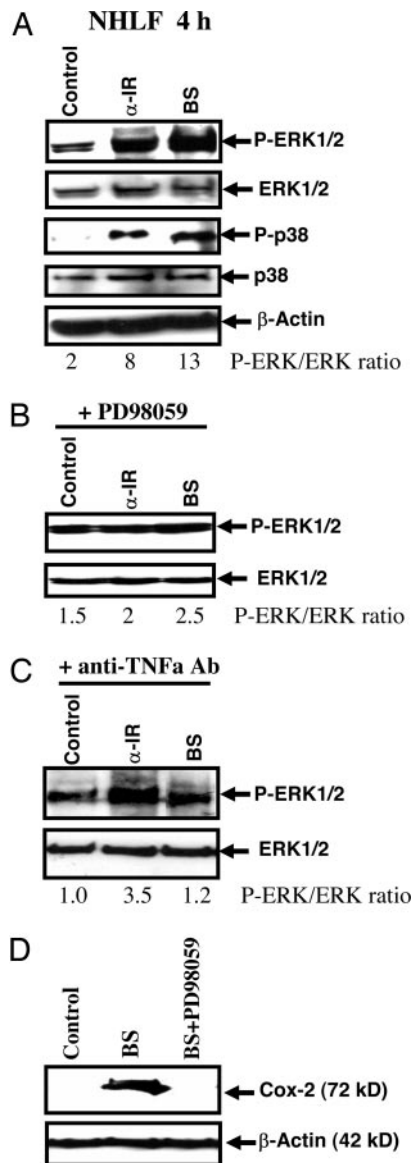 A
NHLF 4 h
Control α-IR BS
P-ERK1/2
ERK1/2
P-p38
p38
β-Actin
2 8 13 P-ERK/ERK ratio
B
+ PD98059
Control α-IR BS
P-ERK1/2
ERK1/2
1.5 2 2.5 P-ERK/ERK ratio
C
+ anti-TNFa Ab
Control α-IR BS
P-ERK1/2
ERK1/2
1.0 3.5 1.2 P-ERK/ERK ratio
D
Control BS BS+PD98059
Cox-2 (72 kD)
β-Actin (42 kD)